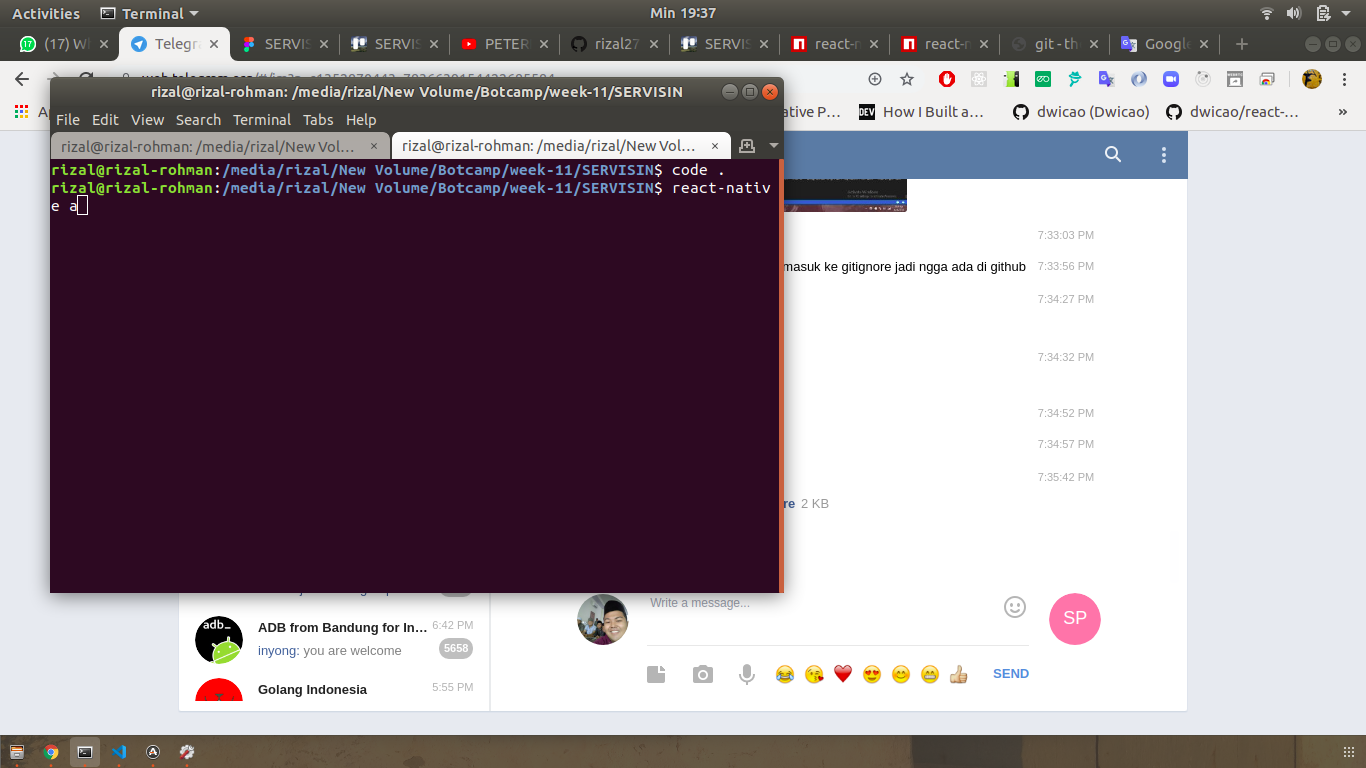 Activities Terminal Min 19:37
(17) Wh Telegra SERVIS SERVIS PETER rizal27 SERVIS react-n react-n git - the Google
rizal@rizal-rohman: /media/rizal/New Volume/Botcamp/week-11/SERVISIN
ative P… How I Built a… dwicao (Dwicao) dwicao/react-… »
File Edit View Search Terminal Tabs Help
rizal@rizal-rohman: /media/rizal/New Vol… × rizal@rizal-rohman: /media/rizal/New Vol… ×
rizal@rizal-rohman:/media/rizal/New Volume/Botcamp/week-11/SERVISIN$ code .
rizal@rizal-rohman:/media/rizal/New Volume/Botcamp/week-11/SERVISIN$ react-nativ
e a
7:33:03 PM
masuk ke gitignore jadi ngga ada di github 7:33:56 PM
7:34:27 PM
7:34:32 PM
7:34:52 PM
7:34:57 PM
7:35:42 PM
re 2 KB
Write a message...
SP
adb_
ADB from Bandung for In… 6:42 PM
inyong: you are welcome 5658
SEND
Golang Indonesia 5:55 PM